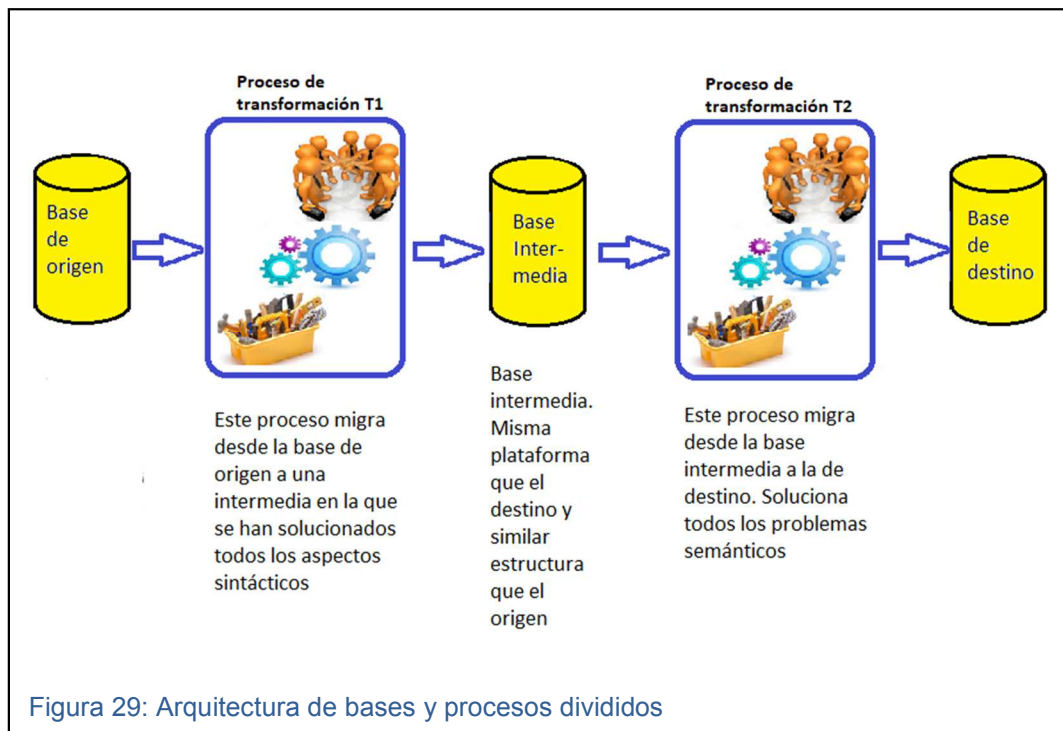 Proceso de
transformación T1
Proceso de
transformación T2
Base
de
origen
Base
Inter-
media
Base
de
destino
Este proceso migra
desde la base de
origen a una
intermedia en la que
se han solucionados
todos los aspectos
sintácticos
Base
intermedia.
Misma
plataforma
que el
destino y
similar
estructura
que el
origen
Este proceso migra
desde la base
intermedia a la de
destino. Soluciona
todos los problemas
semánticos
Figura 29: Arquitectura de bases y procesos divididos